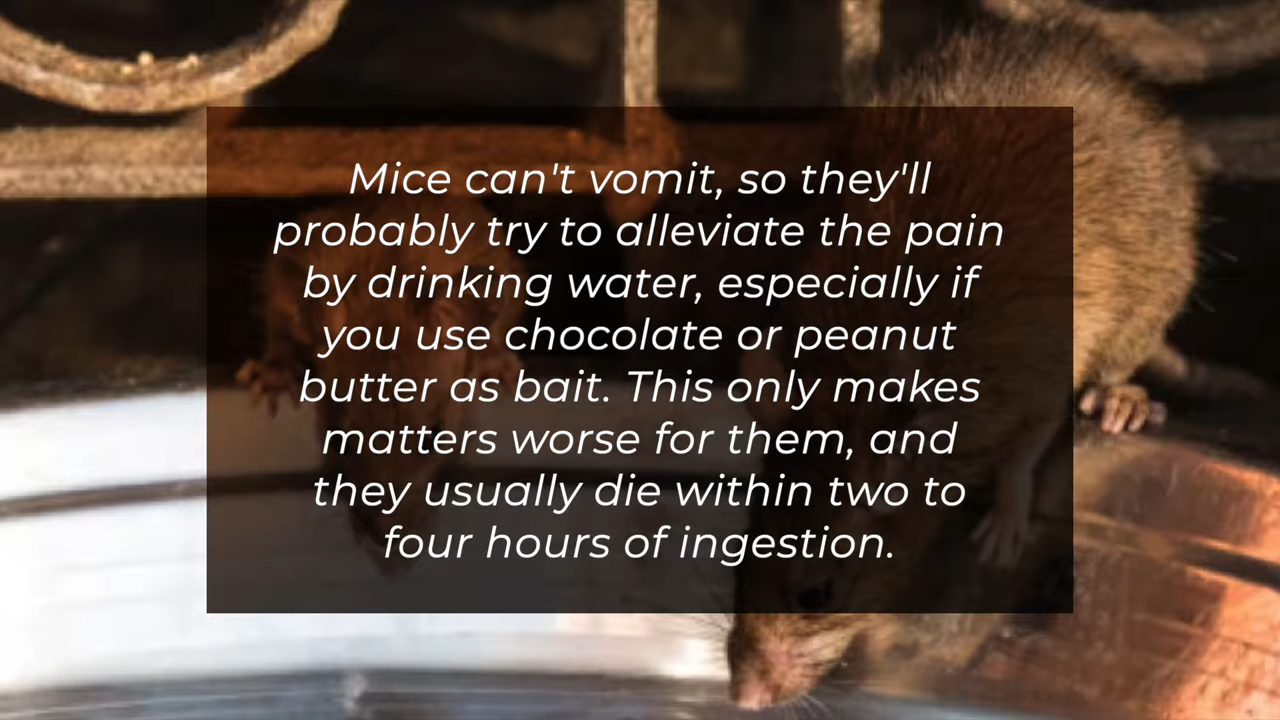 Mice can't vomit, so they'll
probably try to alleviate the pain
by drinking water, especially if
you use chocolate or peanut
butter as bait. This only makes
matters worse for them, and
they usually die within two to
four hours of ingestion.